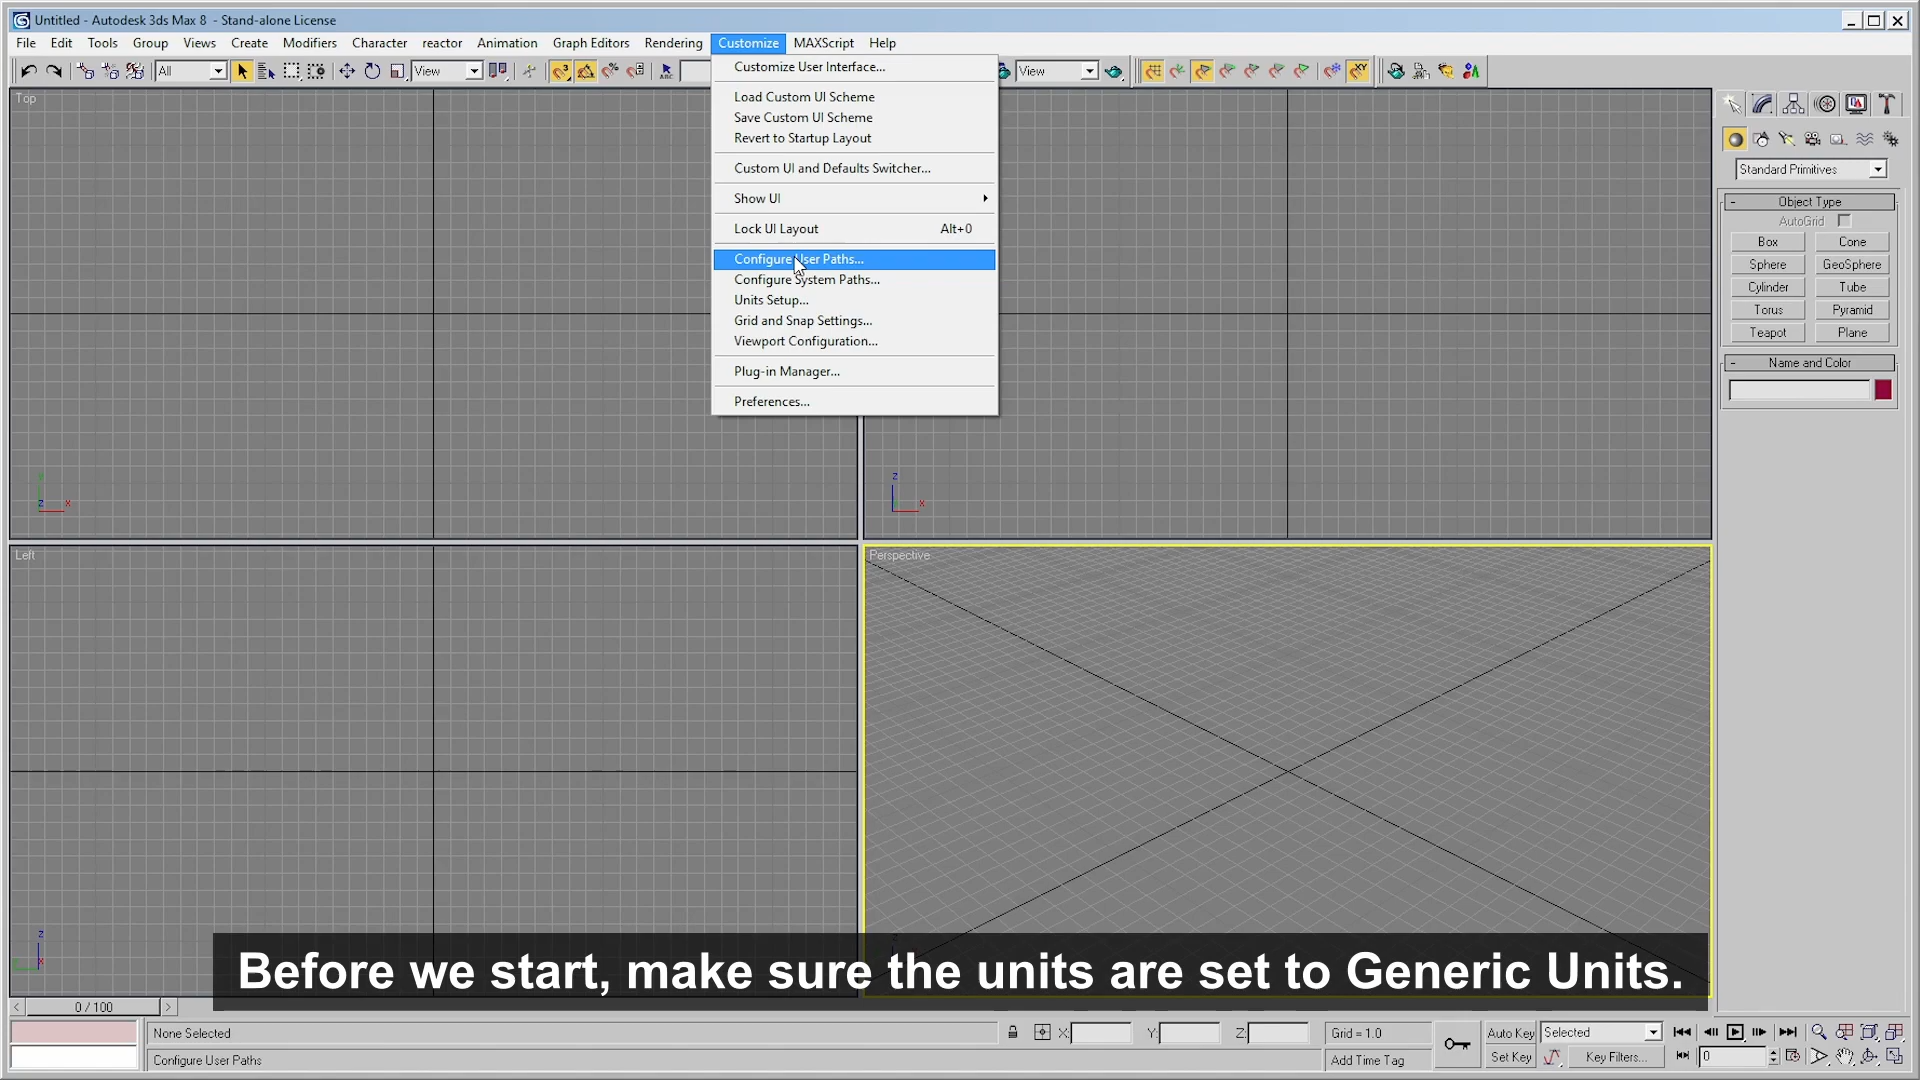 Untitled - Autodesk 3ds Max 8 - Stand-alone License
File Edit Tools Group Views Create Modifiers Character reactor Animation Graph Editors Rendering Customize MAXScript Help
All View View
Customize User Interface...
Load Custom UI Scheme
Save Custom UI Scheme
Revert to Startup Layout
Custom UI and Defaults Switcher...
Show UI
Lock UI Layout Alt+0
Configure User Paths...
Configure System Paths...
Units Setup...
Grid and Snap Settings...
Viewport Configuration...
Plug-in Manager...
Preferences...
Top
z x
z x
Left
z
Perspective
Standard Primitives
- Object Type
AutoGrid
Box Cone
Sphere GeoSphere
Cylinder Tube
Torus Pyramid
Teapot Plane
- Name and Color
Before we start, make sure the units are set to Generic Units.
< 0 / 100 >
None Selected X: Y: Z: Grid = 1.0 Auto Key Selected
Configure User Paths Add Time Tag Set Key Key Filters... 0